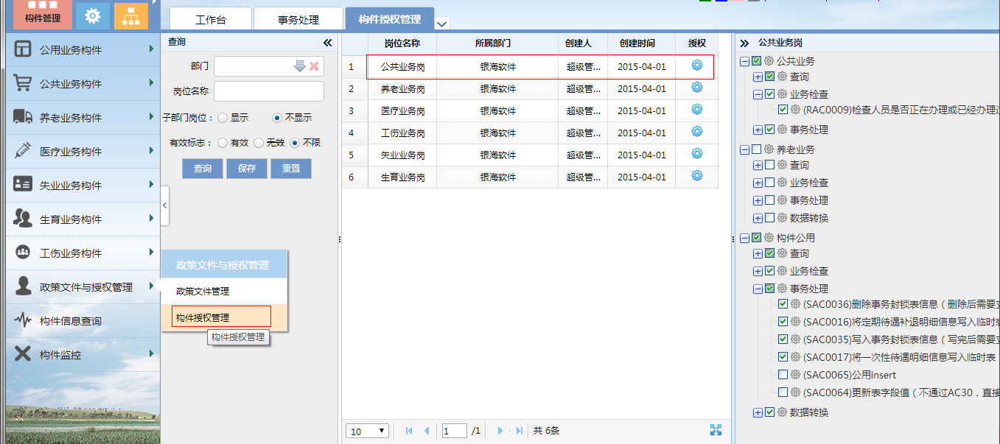 构件管理
工作台
事务处理
构件授权管理
公用业务构件
公共业务构件
养老业务构件
医疗业务构件
失业业务构件
生育业务构件
工伤业务构件
政策文件与授权管理
构件信息查询
构件监控
查询
部门
岗位名称
子部门岗位： 显示 不显示
有效标志： 有效 无效 不限
查询 保存 重置
政策文件与授权管理
政策文件管理
构件授权管理
构件授权管理
岗位名称 所属部门 创建人 创建时间 授权
1 公共业务岗 银海软件 超级管... 2015-04-01
2 养老业务岗 银海软件 超级管... 2015-04-01
3 医疗业务岗 银海软件 超级管... 2015-04-01
4 工伤业务岗 银海软件 超级管... 2015-04-01
5 失业业务岗 银海软件 超级管... 2015-04-01
6 生育业务岗 银海软件 超级管... 2015-04-01
10 1 /1 共 6条
公共业务岗
公共业务
查询
业务检查
(RAC0009)检查人员是否正在办理或已经办理
事务处理
养老业务
查询
业务检查
事务处理
数据转换
构件公用
查询
业务检查
事务处理
(SAC0036)删除事务封锁表信息（删除后需要
(SAC0016)将定期待遇补退明细信息写入临时
(SAC0035)写入事务封锁表信息（写完后需要
(SAC0017)将一次性待遇明细信息写入临时表
(SAC0065)公用insert
(SAC0064)更新表字段值（不通过AC30，直接
数据转换